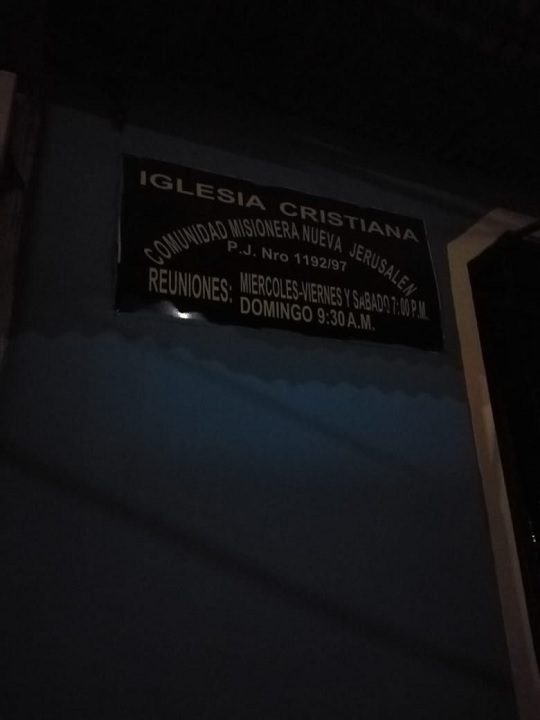 IGLESIA CRISTIANA
COMUNIDAD MISIONERA NUEVA JERUSALEN
P.J. Nro 1192/97
REUNIONES: MIERCOLES-VIERNES Y SABADO 7:00 P.M.
DOMINGO 9:30 A.M.